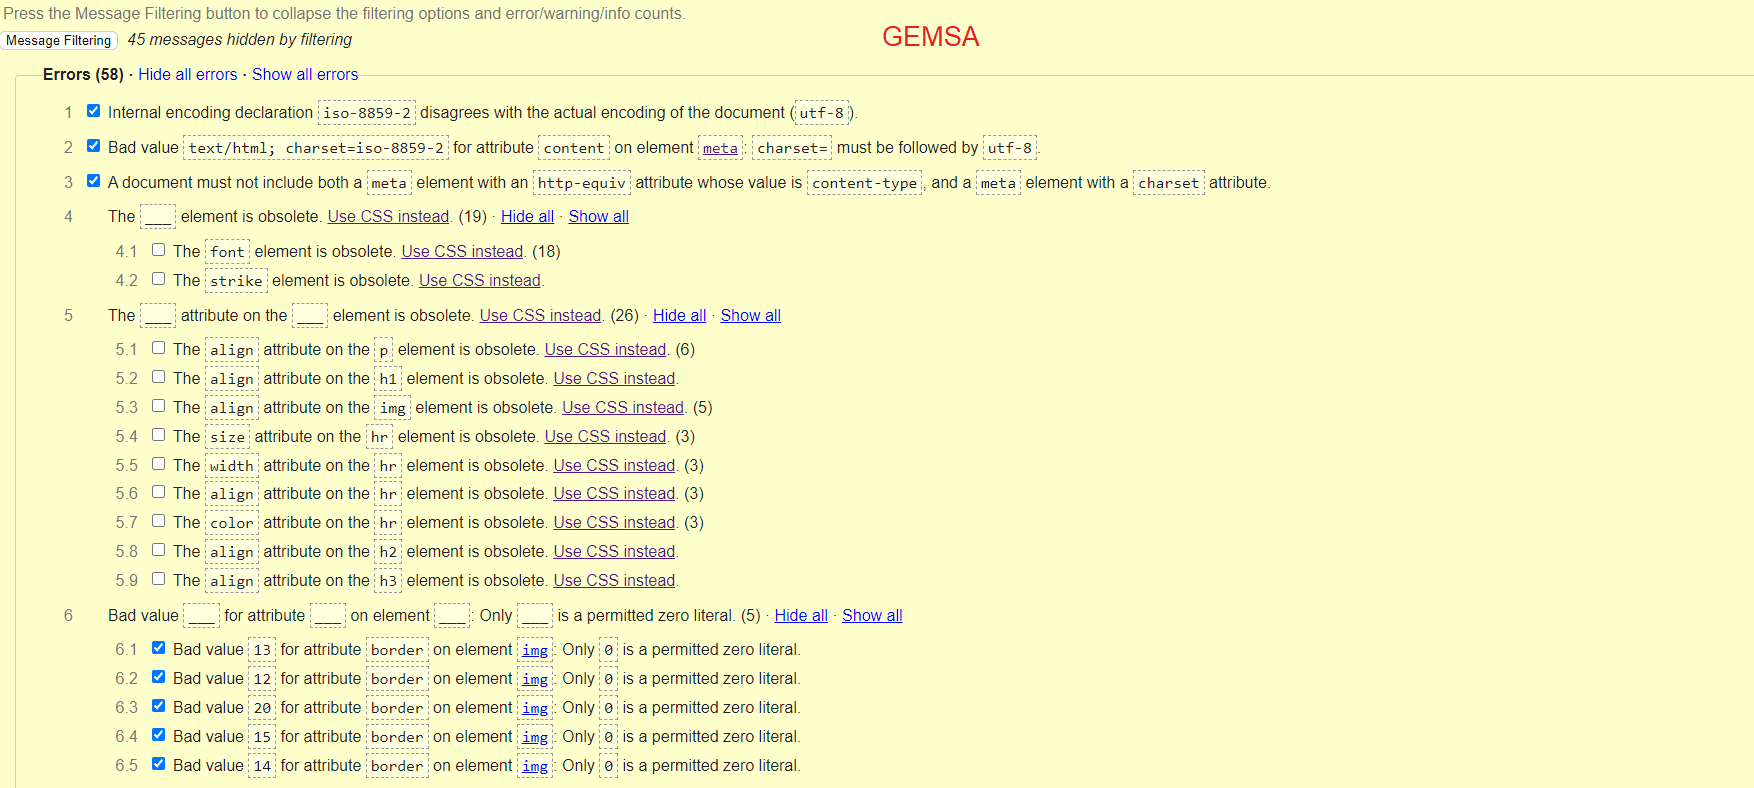 Press the Message Filtering button to collapse the filtering options and error/warning/info counts.
Message Filtering 45 messages hidden by filtering
GEMSA
Errors (58) · Hide all errors · Show all errors
1 Internal encoding declaration iso-8859-2 disagrees with the actual encoding of the document (utf-8).
2 Bad value text/html; charset=iso-8859-2 for attribute content on element meta: charset= must be followed by utf-8.
3 A document must not include both a meta element with an http-equiv attribute whose value is content-type, and a meta element with a charset attribute.
4 The ___ element is obsolete. Use CSS instead. (19) · Hide all · Show all
4.1 The font element is obsolete. Use CSS instead. (18)
4.2 The strike element is obsolete. Use CSS instead.
5 The ___ attribute on the ___ element is obsolete. Use CSS instead. (26) · Hide all · Show all
5.1 The align attribute on the p element is obsolete. Use CSS instead. (6)
5.2 The align attribute on the h1 element is obsolete. Use CSS instead.
5.3 The align attribute on the img element is obsolete. Use CSS instead. (5)
5.4 The size attribute on the hr element is obsolete. Use CSS instead. (3)
5.5 The width attribute on the hr element is obsolete. Use CSS instead. (3)
5.6 The align attribute on the hr element is obsolete. Use CSS instead. (3)
5.7 The color attribute on the hr element is obsolete. Use CSS instead. (3)
5.8 The align attribute on the h2 element is obsolete. Use CSS instead.
5.9 The align attribute on the h3 element is obsolete. Use CSS instead.
6 Bad value ___ for attribute ___ on element ___: Only ___ is a permitted zero literal. (5) · Hide all · Show all
6.1 Bad value 13 for attribute border on element img: Only 0 is a permitted zero literal.
6.2 Bad value 12 for attribute border on element img: Only 0 is a permitted zero literal.
6.3 Bad value 20 for attribute border on element img: Only 0 is a permitted zero literal.
6.4 Bad value 15 for attribute border on element img: Only 0 is a permitted zero literal.
6.5 Bad value 14 for attribute border on element img: Only 0 is a permitted zero literal.